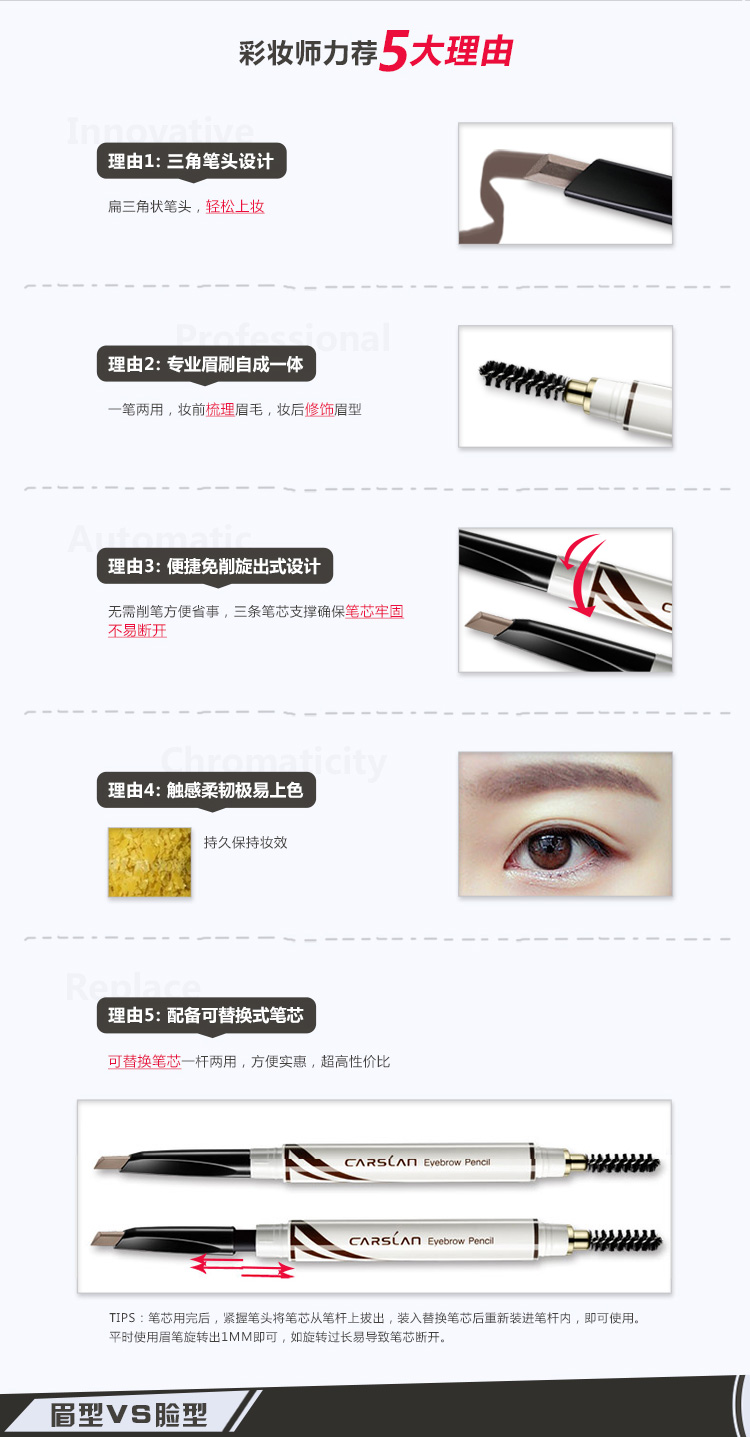 彩妆师力荐5大理由
Innovative
理由1: 三角笔头设计
扁三角状笔头，轻松上妆
Professional
理由2: 专业眉刷自成一体
一笔两用，妆前梳理眉毛，妆后修饰眉型
Automatic
理由3: 便捷免削旋出式设计
无需削笔方便省事，三条笔芯支撑确保笔芯牢固
不易断开
C
Chromaticity
理由4: 触感柔韧极易上色
持久保持妆效
Replace
理由5: 配备可替换式笔芯
可替换笔芯一杆两用，方便实惠，超高性价比
CARSLAN Eyebrow Pencil
CARSLAN Eyebrow Pencil
TIPS：笔芯用完后，紧握笔头将笔芯从笔杆上拔出，装入替换笔芯后重新装进笔杆内，即可使用。
平时使用眉笔旋转出1MM即可，如旋转过长易导致笔芯断开。
眉型VS脸型